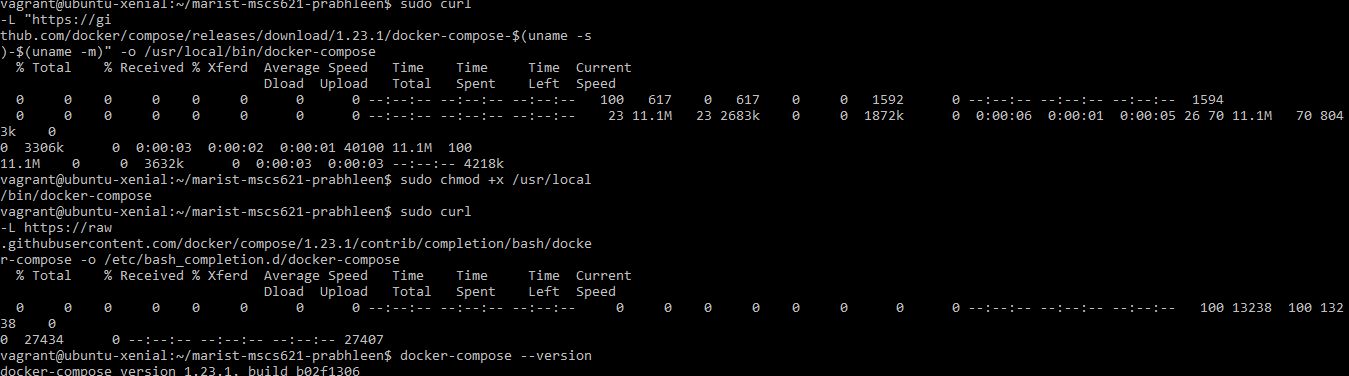 vagrant@ubuntu-xenial:~/marist-mscs621-prabhleen$ sudo curl
-L "https://gi
thub.com/docker/compose/releases/download/1.23.1/docker-compose-$(uname -s
)-$(uname -m)" -o /usr/local/bin/docker-compose
  % Total    % Received % Xferd  Average Speed   Time    Time     Time  Current
                                 Dload  Upload   Total   Spent    Left  Speed
  0     0    0     0    0     0      0      0 --:--:-- --:--:-- --:--:--   100   617    0   617    0     0   1592      0 --:--:-- --:--:-- --:--:--  1594
  0     0    0     0    0     0      0      0 --:--:-- --:--:-- --:--:--    23 11.1M   23 2683k    0     0  1872k      0  0:00:06  0:00:01  0:00:05 26 70 11.1M   70 804
3k    0
0  3306k      0  0:00:03  0:00:02  0:00:01 40100 11.1M  100
11.1M    0     0  3632k      0  0:00:03  0:00:03 --:--:-- 4218k
vagrant@ubuntu-xenial:~/marist-mscs621-prabhleen$ sudo chmod +x /usr/local
/bin/docker-compose
vagrant@ubuntu-xenial:~/marist-mscs621-prabhleen$ sudo curl
-L https://raw
.githubusercontent.com/docker/compose/1.23.1/contrib/completion/bash/docke
r-compose -o /etc/bash_completion.d/docker-compose
  % Total    % Received % Xferd  Average Speed   Time    Time     Time  Current
                                 Dload  Upload   Total   Spent    Left  Speed
  0     0    0     0    0     0      0      0 --:--:-- --:--:-- --:--:--     0     0    0     0    0     0      0      0 --:--:-- --:--:-- --:--:--   100 13238  100 132
38    0
0  27434      0 --:--:-- --:--:-- --:--:-- 27407
vagrant@ubuntu-xenial:~/marist-mscs621-prabhleen$ docker-compose --version
docker-compose version 1.23.1, build b02f1306